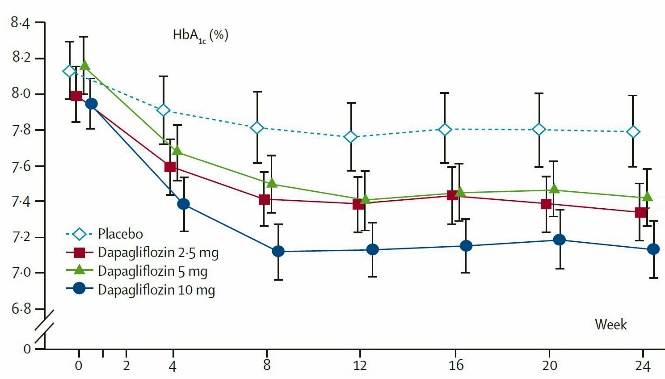 HbA1c (%)
8·4
8·2
8·0
7·8
7·6
7·4
7·2
7·0
6·8
0
Placebo
Dapagliflozin 2·5 mg
Dapagliflozin 5 mg
Dapagliflozin 10 mg
Week
0 2 4 8 12 16 20 24